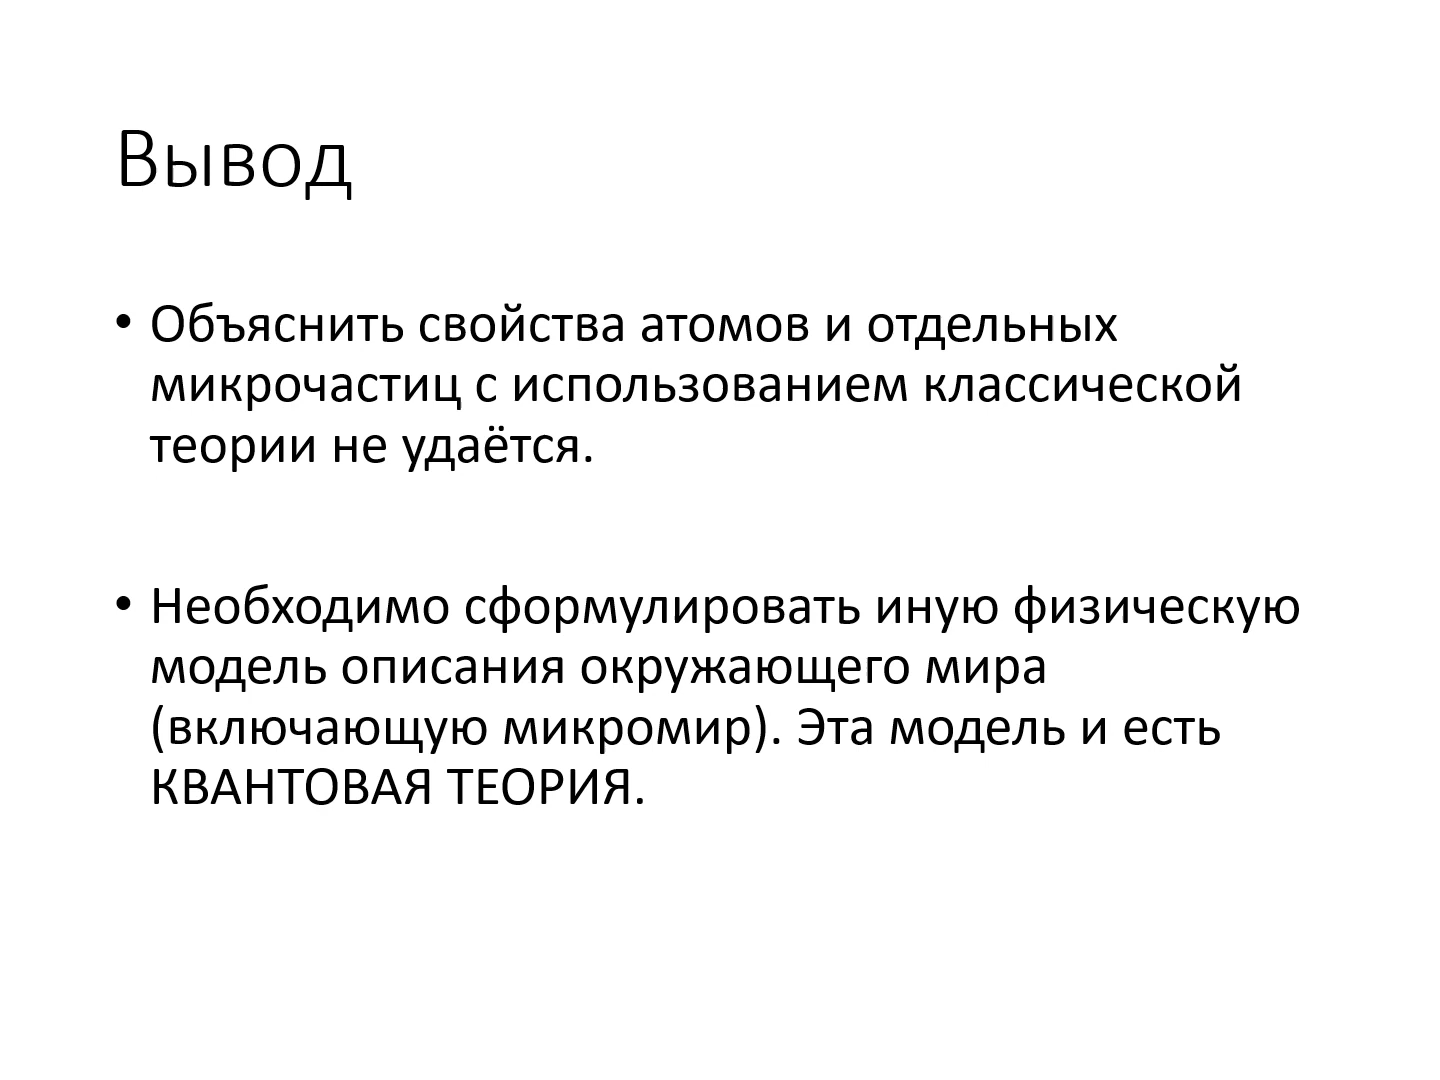 Вывод
• Объяснить свойства атомов и отдельных
микрочастиц с использованием классической
теории не удаётся.
• Необходимо сформулировать иную физическую
модель описания окружающего мира
(включающую микромир). Эта модель и есть
КВАНТОВАЯ ТЕОРИЯ.